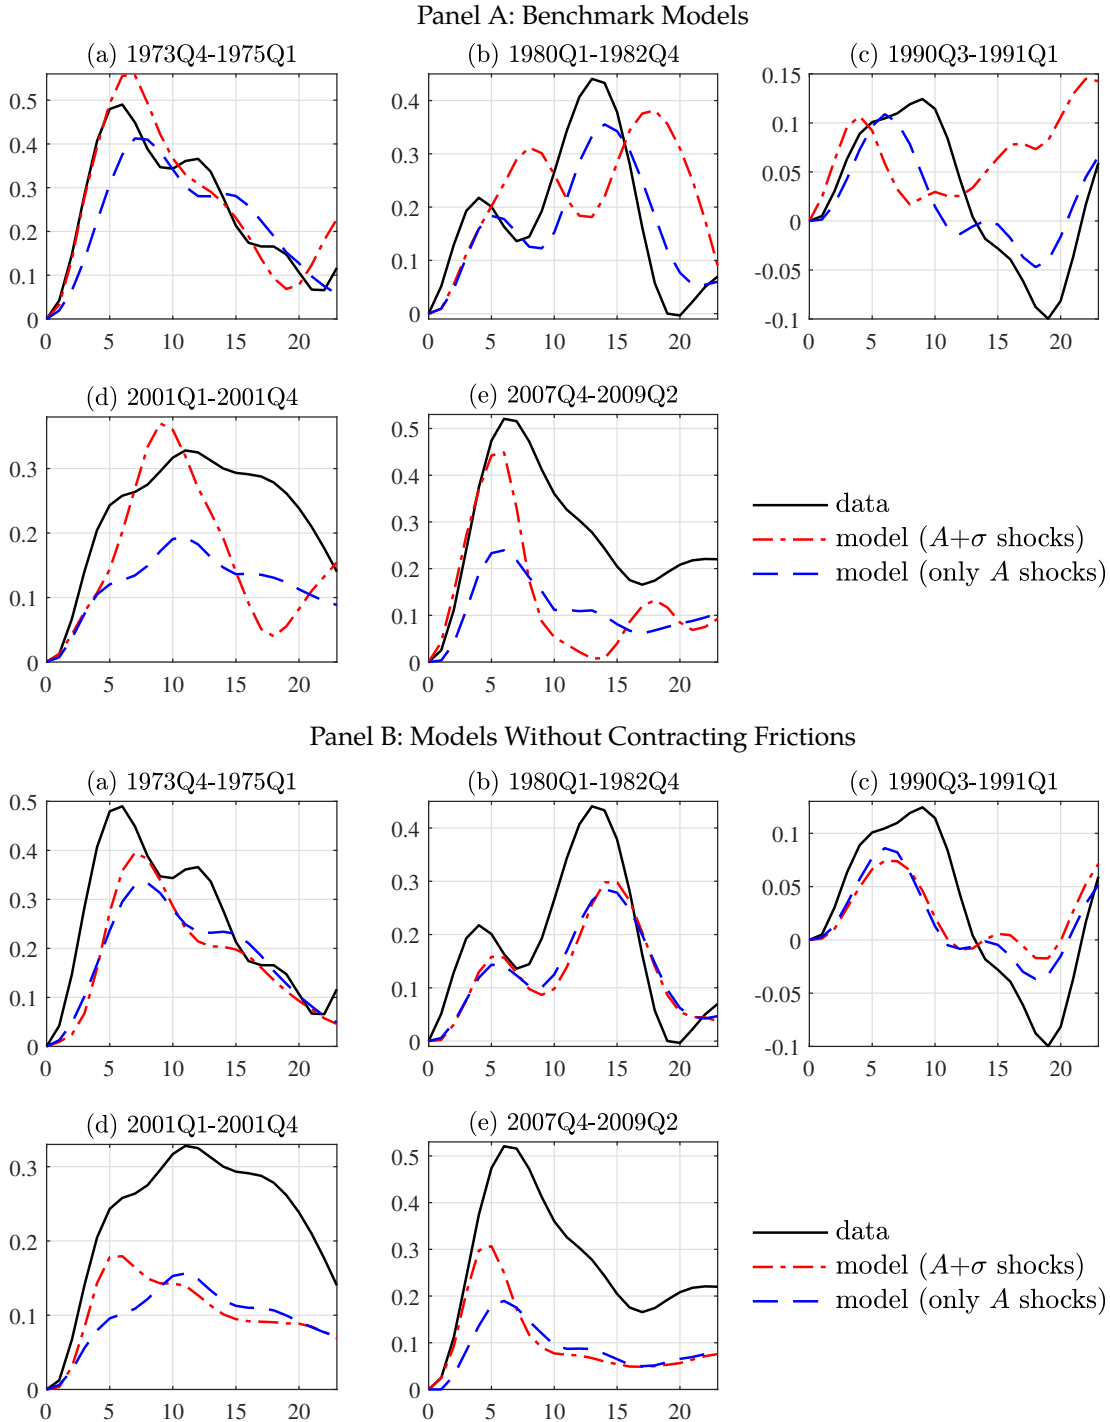 Panel A: Benchmark Models
(a) 1973Q4-1975Q1
(b) 1980Q1-1982Q4
(c) 1990Q3-1991Q1
0.5
0.4
0.3
0.2
0.1
0
0 5 10 15 20
0.4
0.3
0.2
0.1
0
0 5 10 15 20
0.15
0.1
0.05
0
-0.05
-0.1
0 5 10 15 20
(d) 2001Q1-2001Q4
(e) 2007Q4-2009Q2
0.3
0.2
0.1
0
0 5 10 15 20
0.5
0.4
0.3
0.2
0.1
0
0 5 10 15 20
data
model (A+σ shocks)
model (only A shocks)
Panel B: Models Without Contracting Frictions
(a) 1973Q4-1975Q1
(b) 1980Q1-1982Q4
(c) 1990Q3-1991Q1
0.5
0.4
0.3
0.2
0.1
0
0 5 10 15 20
0.4
0.3
0.2
0.1
0
0 5 10 15 20
0.1
0.05
0
-0.05
-0.1
0 5 10 15 20
(d) 2001Q1-2001Q4
(e) 2007Q4-2009Q2
0.3
0.2
0.1
0
0 5 10 15 20
0.5
0.4
0.3
0.2
0.1
0
0 5 10 15 20
data
model (A+σ shocks)
model (only A shocks)